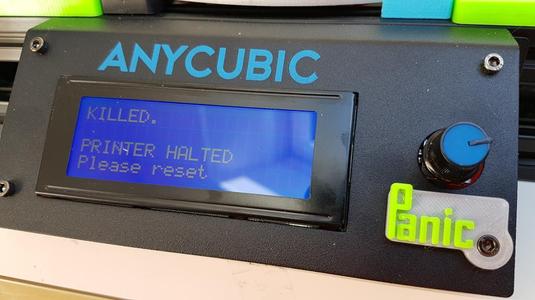 ANYCUBIC
KILLED.
PRINTER HALTED
Please reset
Panic